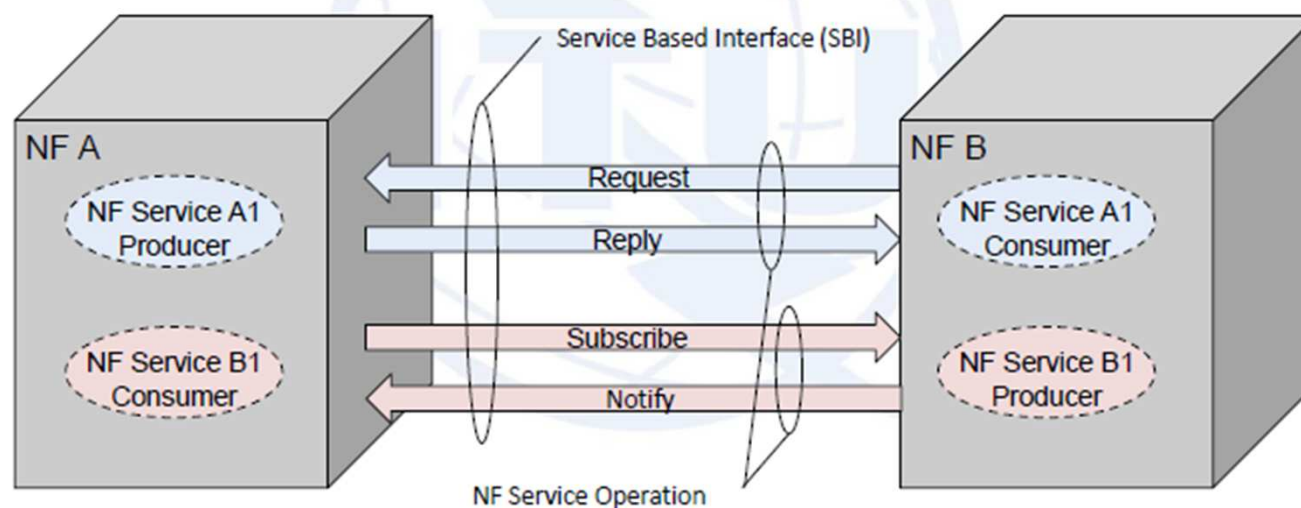 Service Based Interface (SBI)
NF A
NF B
Request
NF Service A1
Producer
NF Service A1
Consumer
Reply
Subscribe
NF Service B1
Consumer
NF Service B1
Producer
Notify
NF Service Operation
ITU